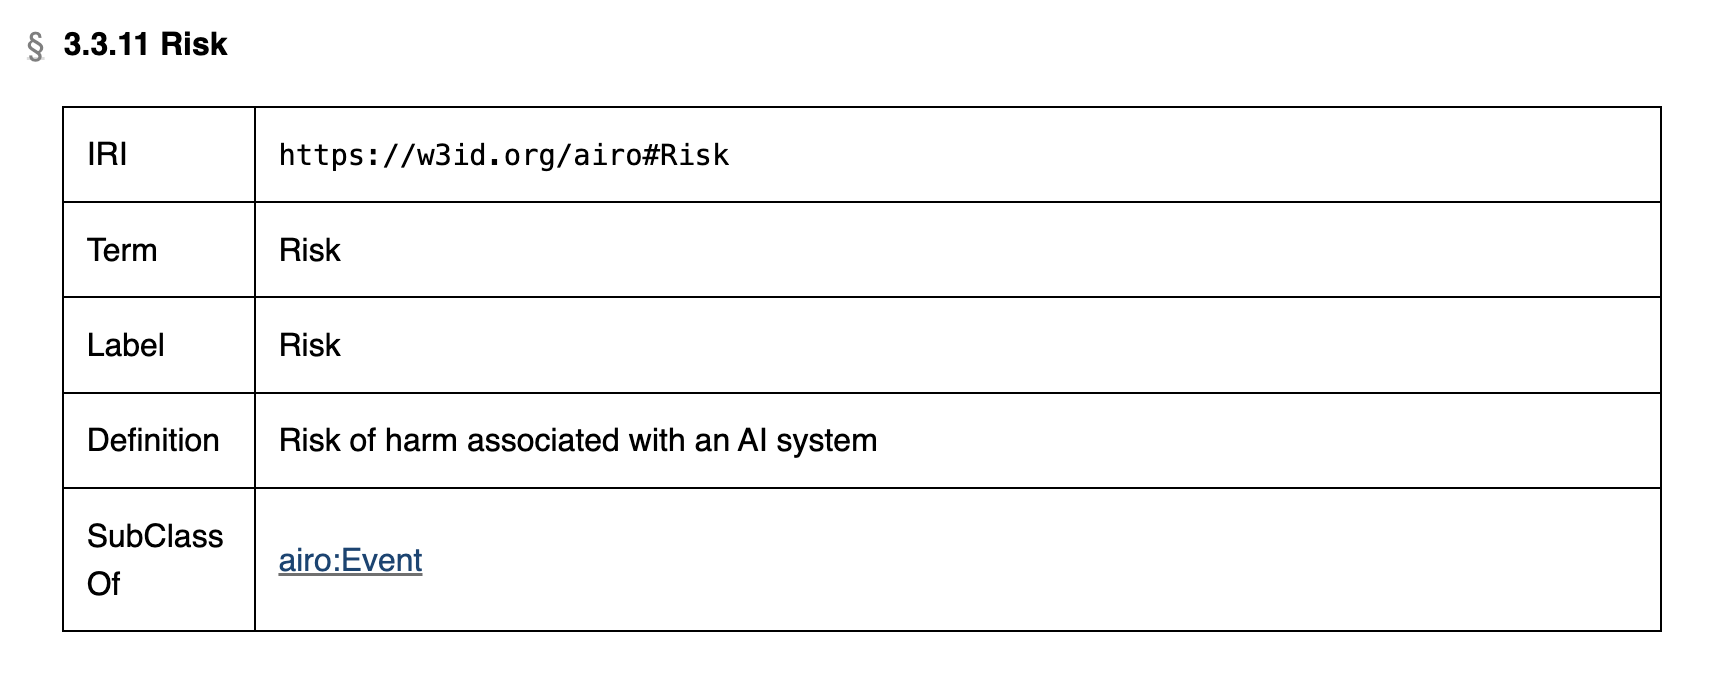 § 3.3.11 Risk
IRI https://w3id.org/airo#Risk
Term Risk
Label Risk
Definition Risk of harm associated with an AI system
SubClass
Of
airo:Event